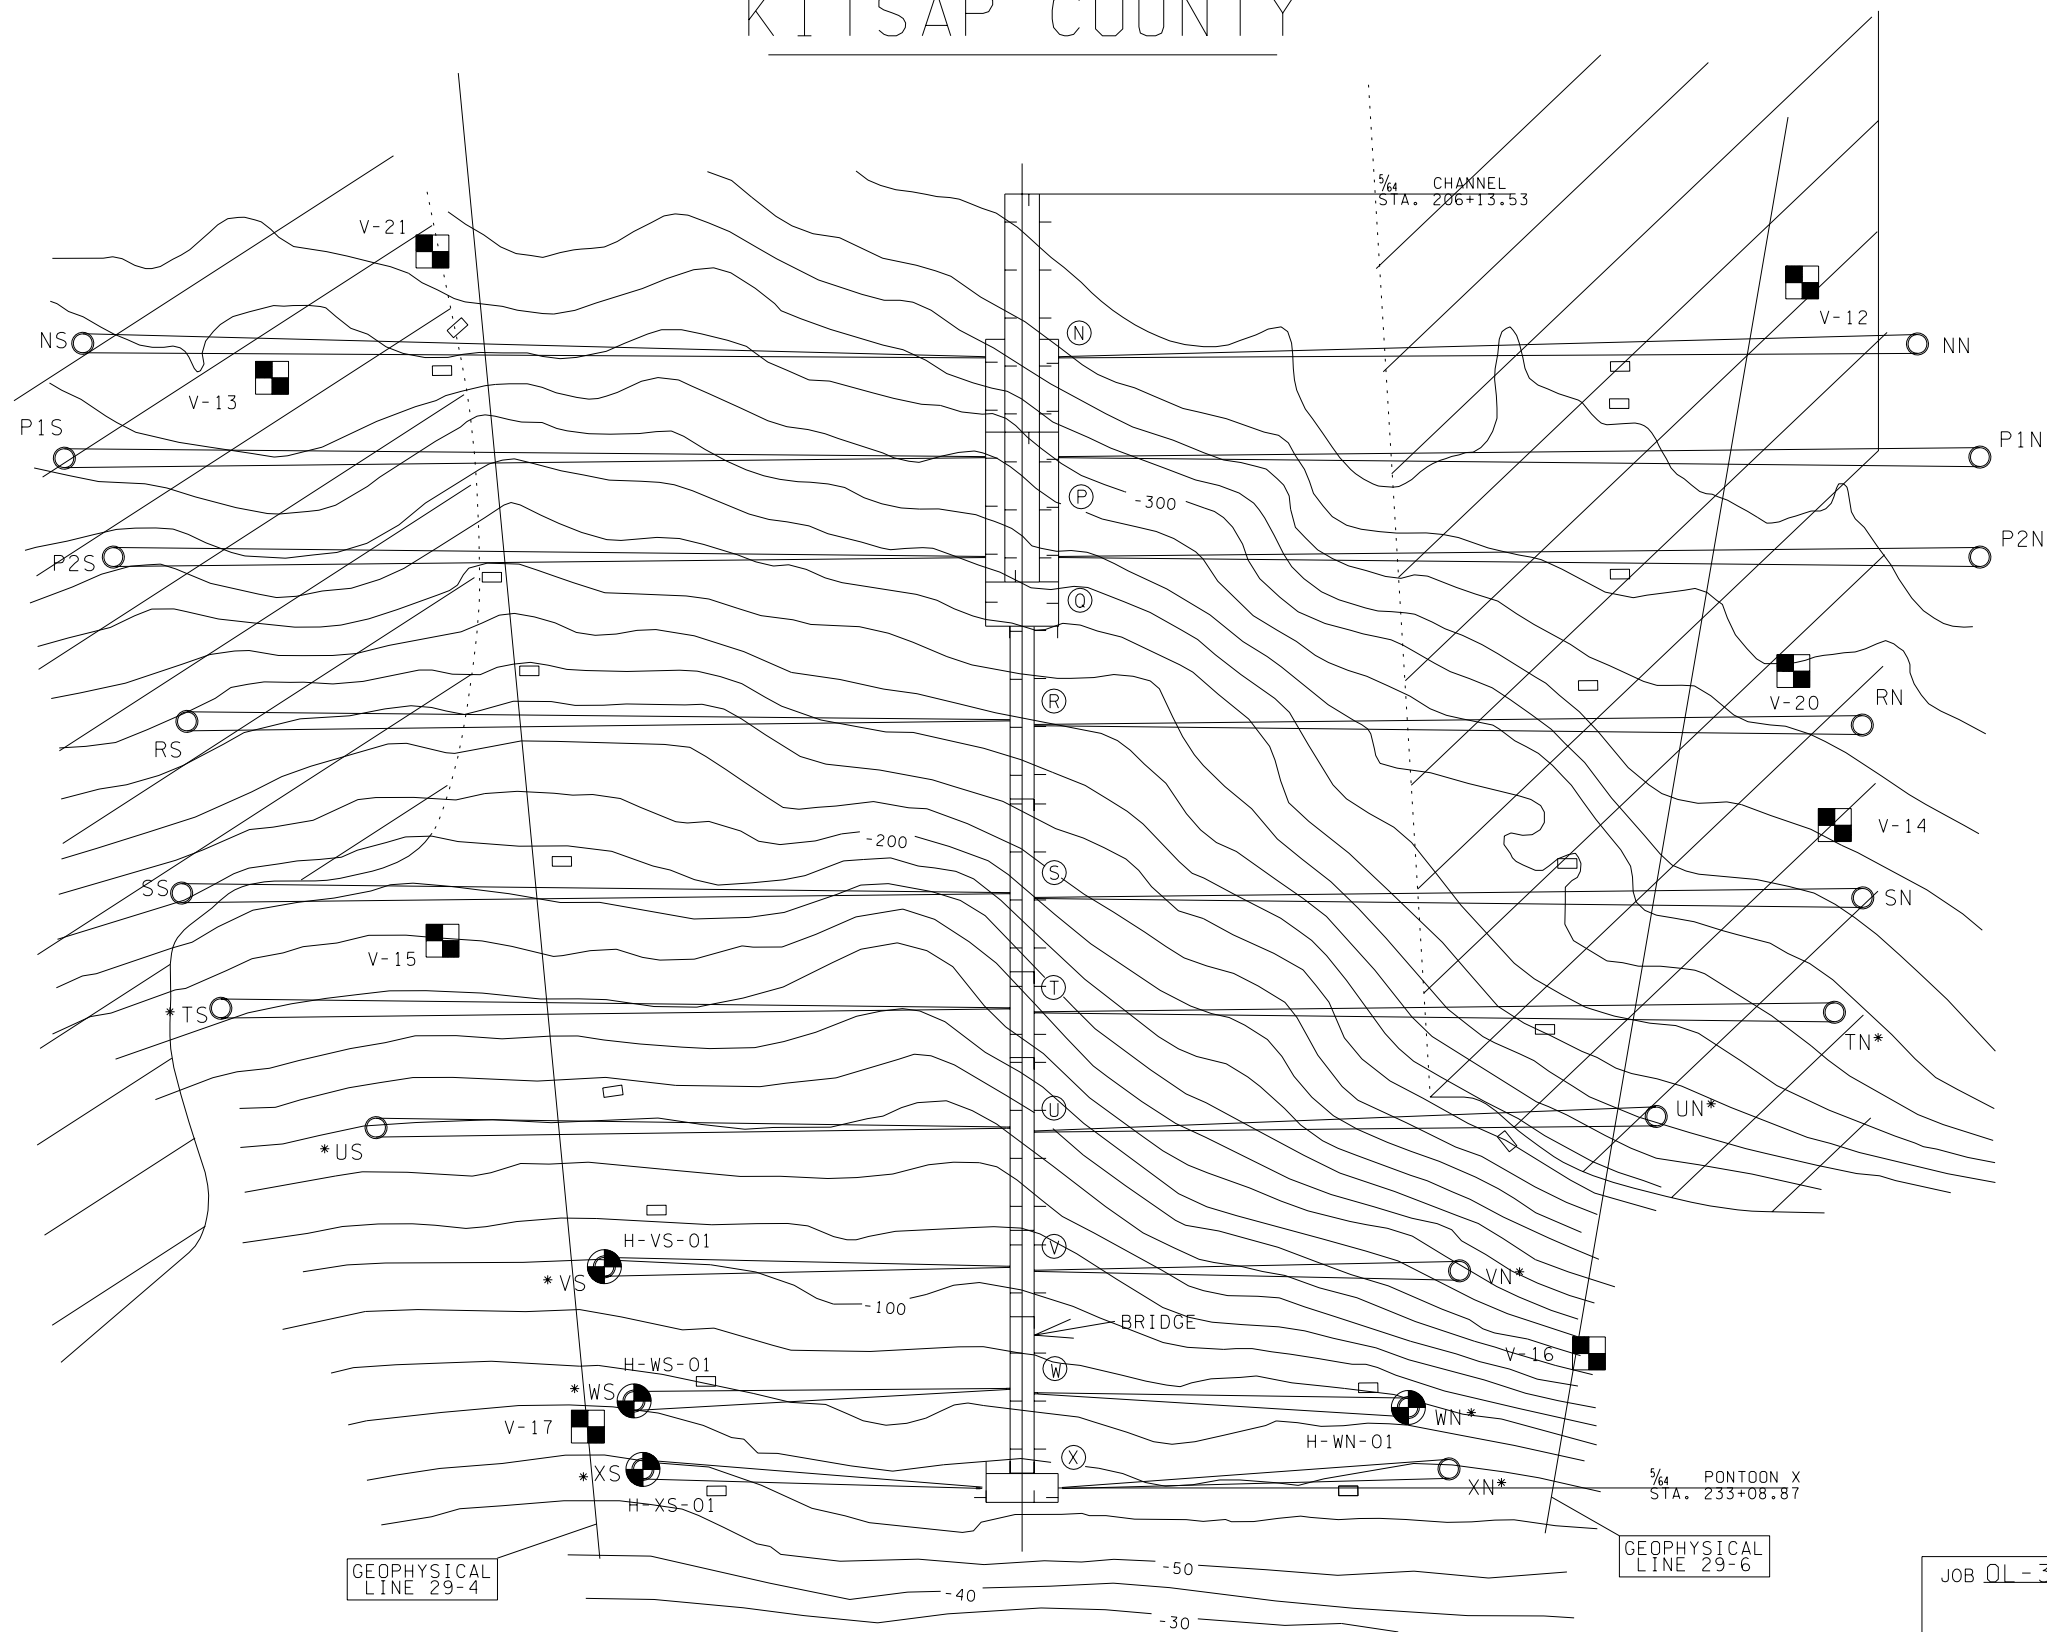 KITSAP COUNTY
⁵⁄₆₄ CHANNEL
STA. 206+13.53
V-21
V-12
NS
N
NN
V-13
P1S
P1N
P
-300
P2S
P2N
Q
R
V-20
RN
RS
-200
V-14
S
SS
SN
V-15
T
*TS
TN*
U
UN*
*US
H-VS-01
V
*VS
VN*
-100
BRIDGE
V-16
H-WS-01
W
*WS
WN*
V-17
H-WN-01
X
*XS
XN*
⁵⁄₆₄ PONTOON X
STA. 233+08.87
H-XS-01
GEOPHYSICAL
LINE 29-4
GEOPHYSICAL
LINE 29-6
-50
-40
-30
JOB OL-3